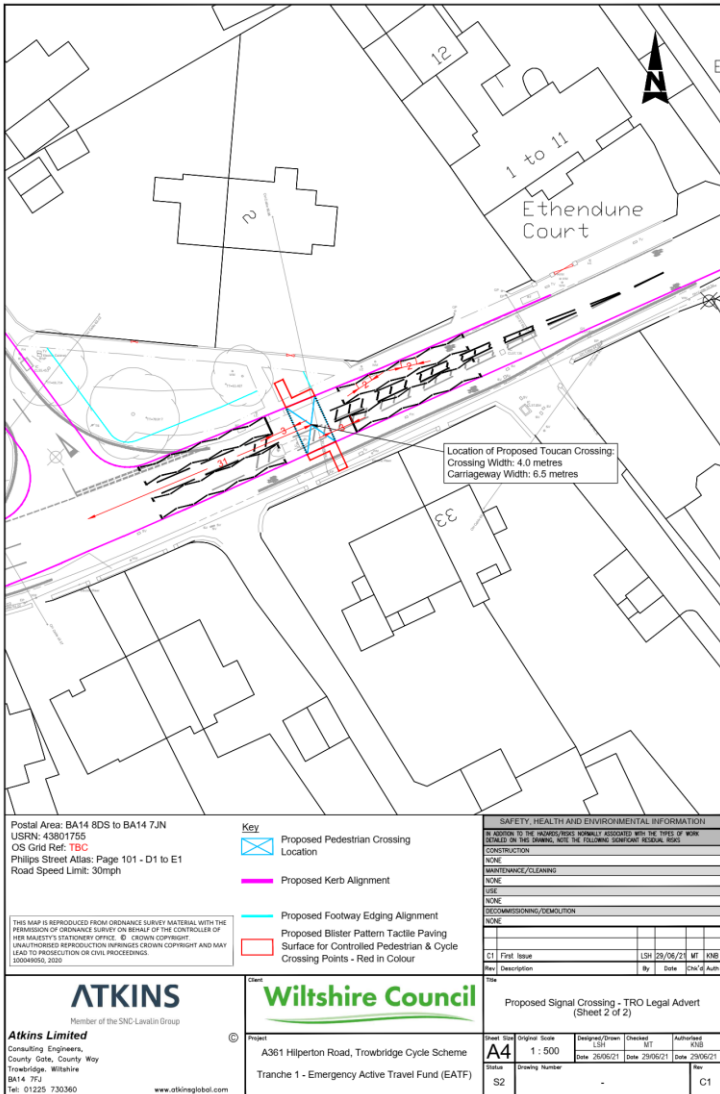 12
N
1 to 11
Ethendune
Court
2
2
2
3
3
31
Location of Proposed Toucan Crossing:
Crossing Width: 4.0 metres
Carriageway Width: 6.5 metres
33
Postal Area: BA14 8DS to BA14 7JN
USRN: 43801755
OS Grid Ref: TBC
Philips Street Atlas: Page 101 - D1 to E1
Road Speed Limit: 30mph
THIS MAP IS REPRODUCED FROM ORDNANCE SURVEY MATERIAL WITH THE
PERMISSION OF ORDNANCE SURVEY ON BEHALF OF THE CONTROLLER OF
HER MAJESTY'S STATIONERY OFFICE. © CROWN COPYRIGHT.
UNAUTHORISED REPRODUCTION INFRINGES CROWN COPYRIGHT AND MAY
LEAD TO PROSECUTION OR CIVIL PROCEEDINGS.
100049050, 2020
Key
Proposed Pedestrian Crossing
Location
Proposed Kerb Alignment
Proposed Footway Edging Alignment
Proposed Blister Pattern Tactile Paving
Surface for Controlled Pedestrian & Cycle
Crossing Points - Red in Colour
SAFETY, HEALTH AND ENVIRONMENTAL INFORMATION
IN ADDITION TO THE HAZARDS/RISKS NORMALLY ASSOCIATED WITH THE TYPES OF WORK
DETAILED ON THIS DRAWING, NOTE THE FOLLOWING SIGNIFICANT RESIDUAL RISKS
CONSTRUCTION
NONE
MAINTENANCE/CLEANING
NONE
USE
NONE
DECOMMISSIONING/DEMOLITION
NONE
C1 First Issue LSH 29/06/21 MT KNB
Rev Description By Date Chk'd Auth
ATKINS
Member of the SNC-Lavalin Group
Atkins Limited ©
Consulting Engineers,
County Gate, County Way
Trowbridge, Wiltshire
BA14 7FJ
Tel: 01225 730360 www.atkinsglobal.com
Client
Wiltshire Council
Project
A361 Hilperton Road, Trowbridge Cycle Scheme
Tranche 1 - Emergency Active Travel Fund (EATF)
Title
Proposed Signal Crossing - TRO Legal Advert
(Sheet 2 of 2)
Sheet Size Original Scale Designed/Drawn Checked Authorised
A4 1 : 500 LSH MT KNB
Date 26/06/21 Date 29/06/21 Date 29/06/21
Status Drawing Number Rev
S2 - C1